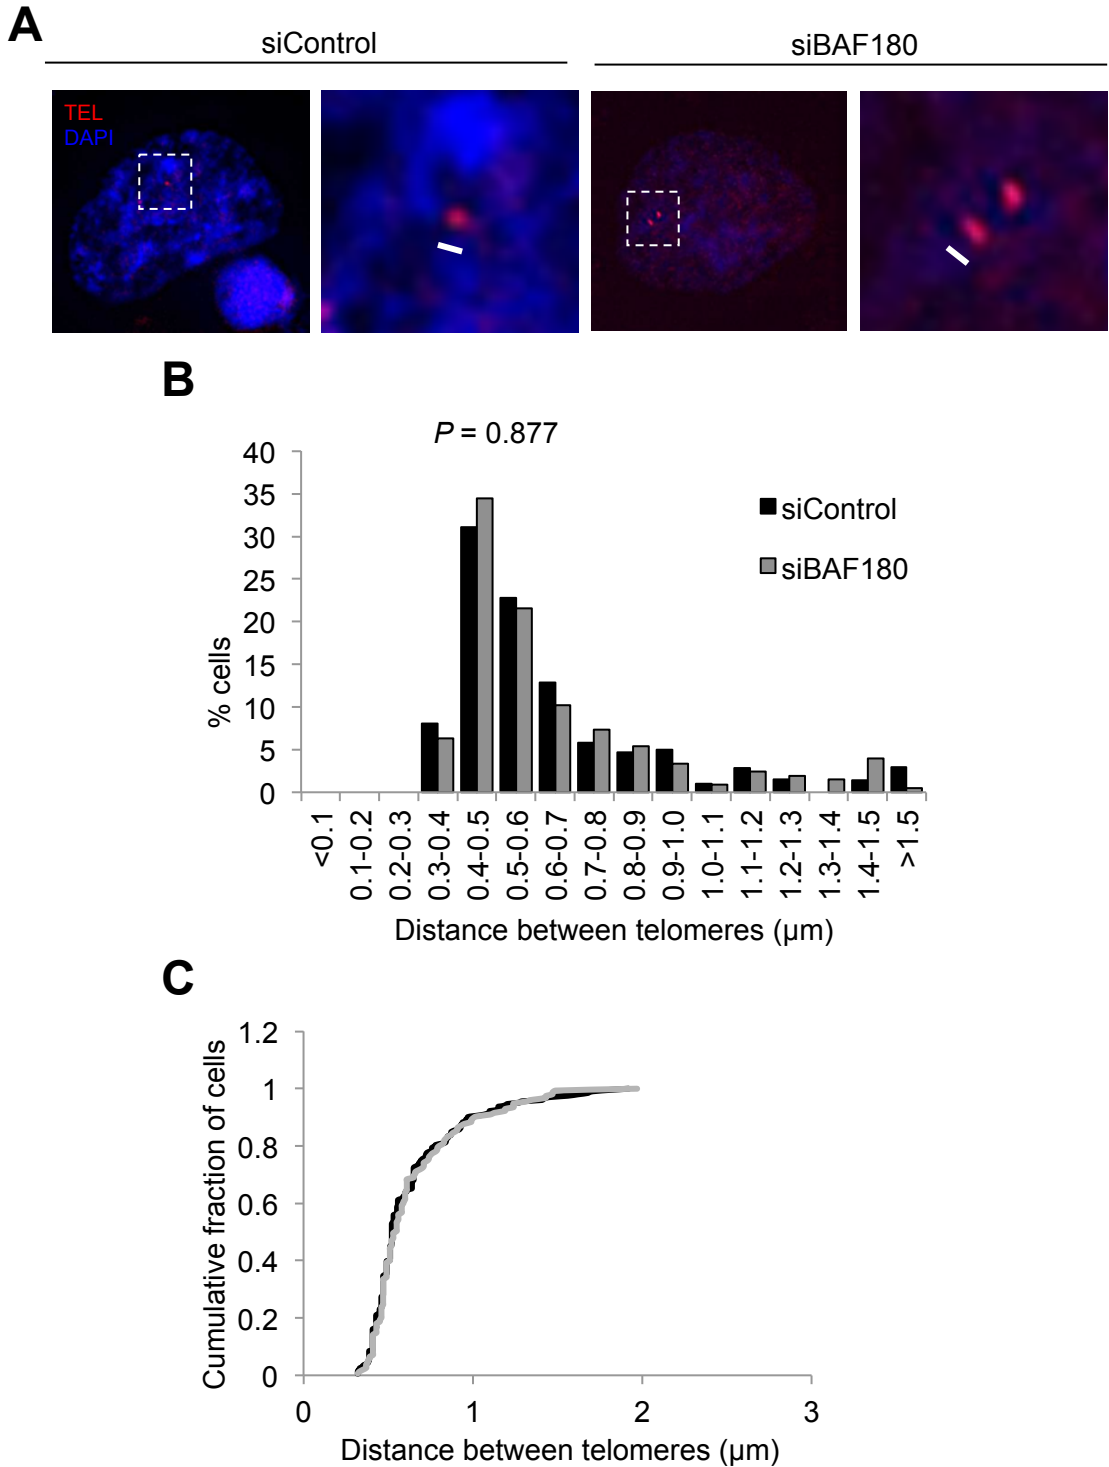 A
siControl
siBAF180
TEL
DAPI
B
P = 0.877
40
35
30
25
20
15
10
5
0
% cells
siControl
siBAF180
<0.1
0.1-0.2
0.2-0.3
0.3-0.4
0.4-0.5
0.5-0.6
0.6-0.7
0.7-0.8
0.8-0.9
0.9-1.0
1.0-1.1
1.1-1.2
1.2-1.3
1.3-1.4
1.4-1.5
>1.5
Distance between telomeres (µm)
C
1.2
1
0.8
0.6
0.4
0.2
0
Cumulative fraction of cells
0 1 2 3
Distance between telomeres (µm)